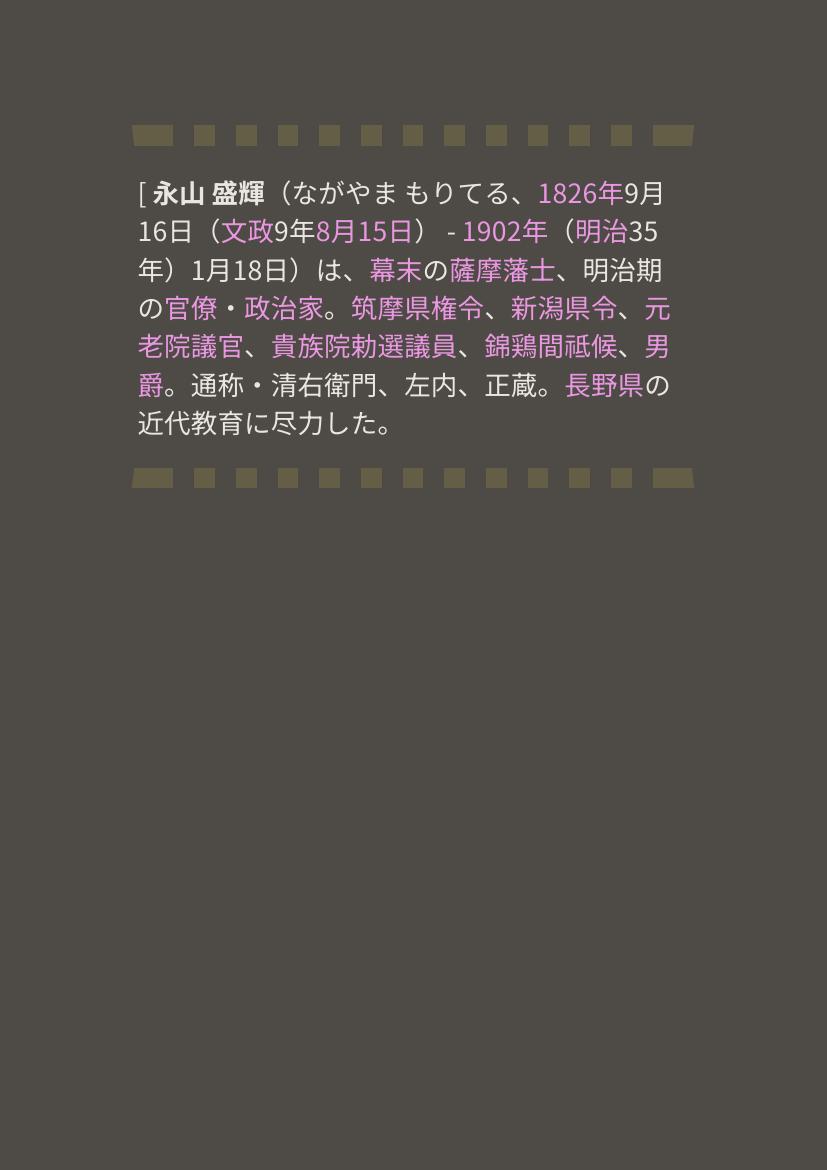 [ 永山 盛輝（ながやま もりてる、1826年9月
16日（文政9年8月15日） - 1902年（明治35
年）1月18日）は、幕末の薩摩藩士、明治期
の官僚・政治家。筑摩県権令、新潟県令、元
老院議官、貴族院勅選議員、錦鶏間祗候、男
爵。通称・清右衛門、左内、正蔵。長野県の
近代教育に尽力した。